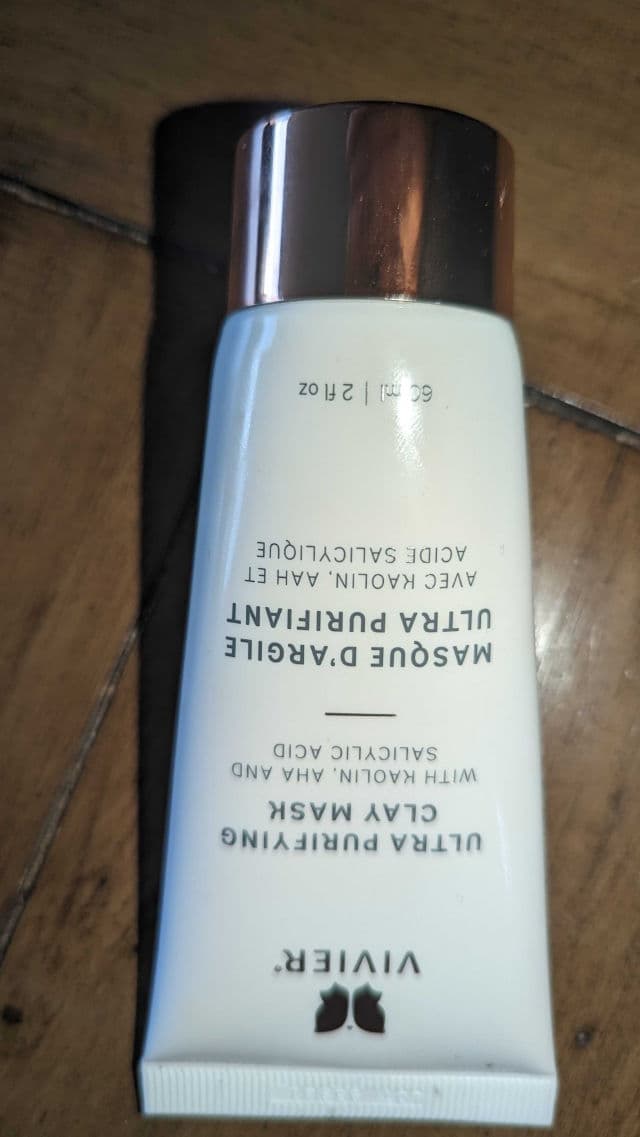 VIVIER®
ULTRA PURIFYING
CLAY MASK
WITH KAOLIN, AHA AND
SALICYLIC ACID
MASQUE D'ARGILE
ULTRA PURIFIANT
AVEC KAOLIN, AAH ET
ACIDE SALICYLIQUE
60 ml | 2 fl oz